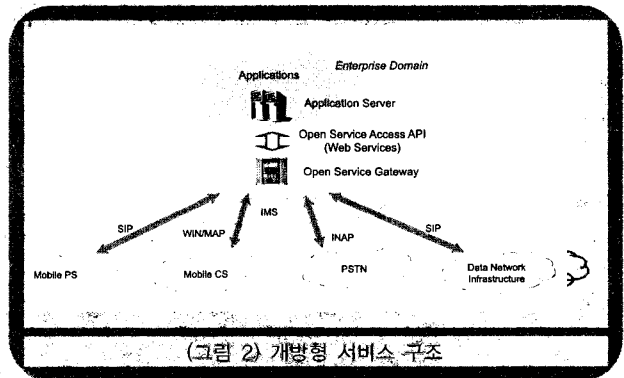 Enterprise Domain
Applications
Application Server
Open Service Access API
(Web Services)
Open Service Gateway
IMS
SIP
WIN/MAP
INAP
SIP
Mobile PS
Mobile CS
PSTN
Data Network
Infrastructure
(그림 2) 개방형 서비스 구조